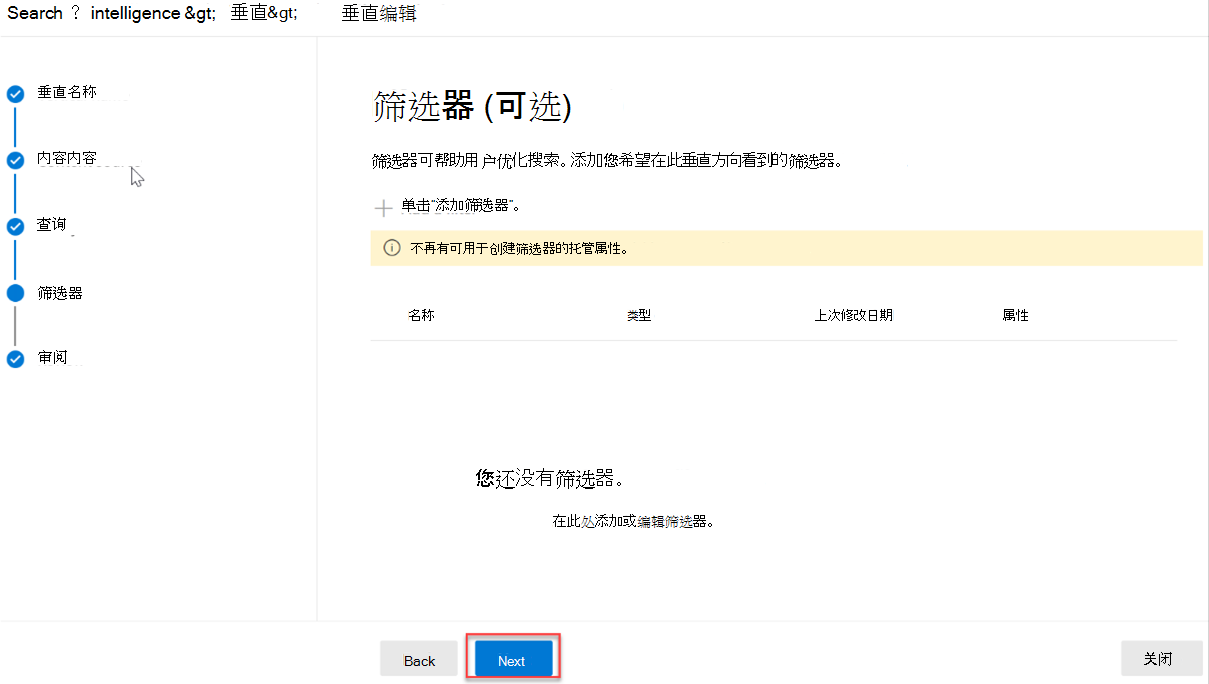 Search ? intelligence &gt; 垂直&gt; 垂直编辑
垂直名称
内容内容
查询
筛选器
审阅
筛选器 (可选)
筛选器可帮助用户优化搜索。添加您希望在此垂直方向看到的筛选器。
单击"添加筛选器"。
不再有可用于创建筛选器的托管属性。
名称 类型 上次修改日期 属性
您还没有筛选器。
在此处添加或编辑筛选器。
Back Next 关闭